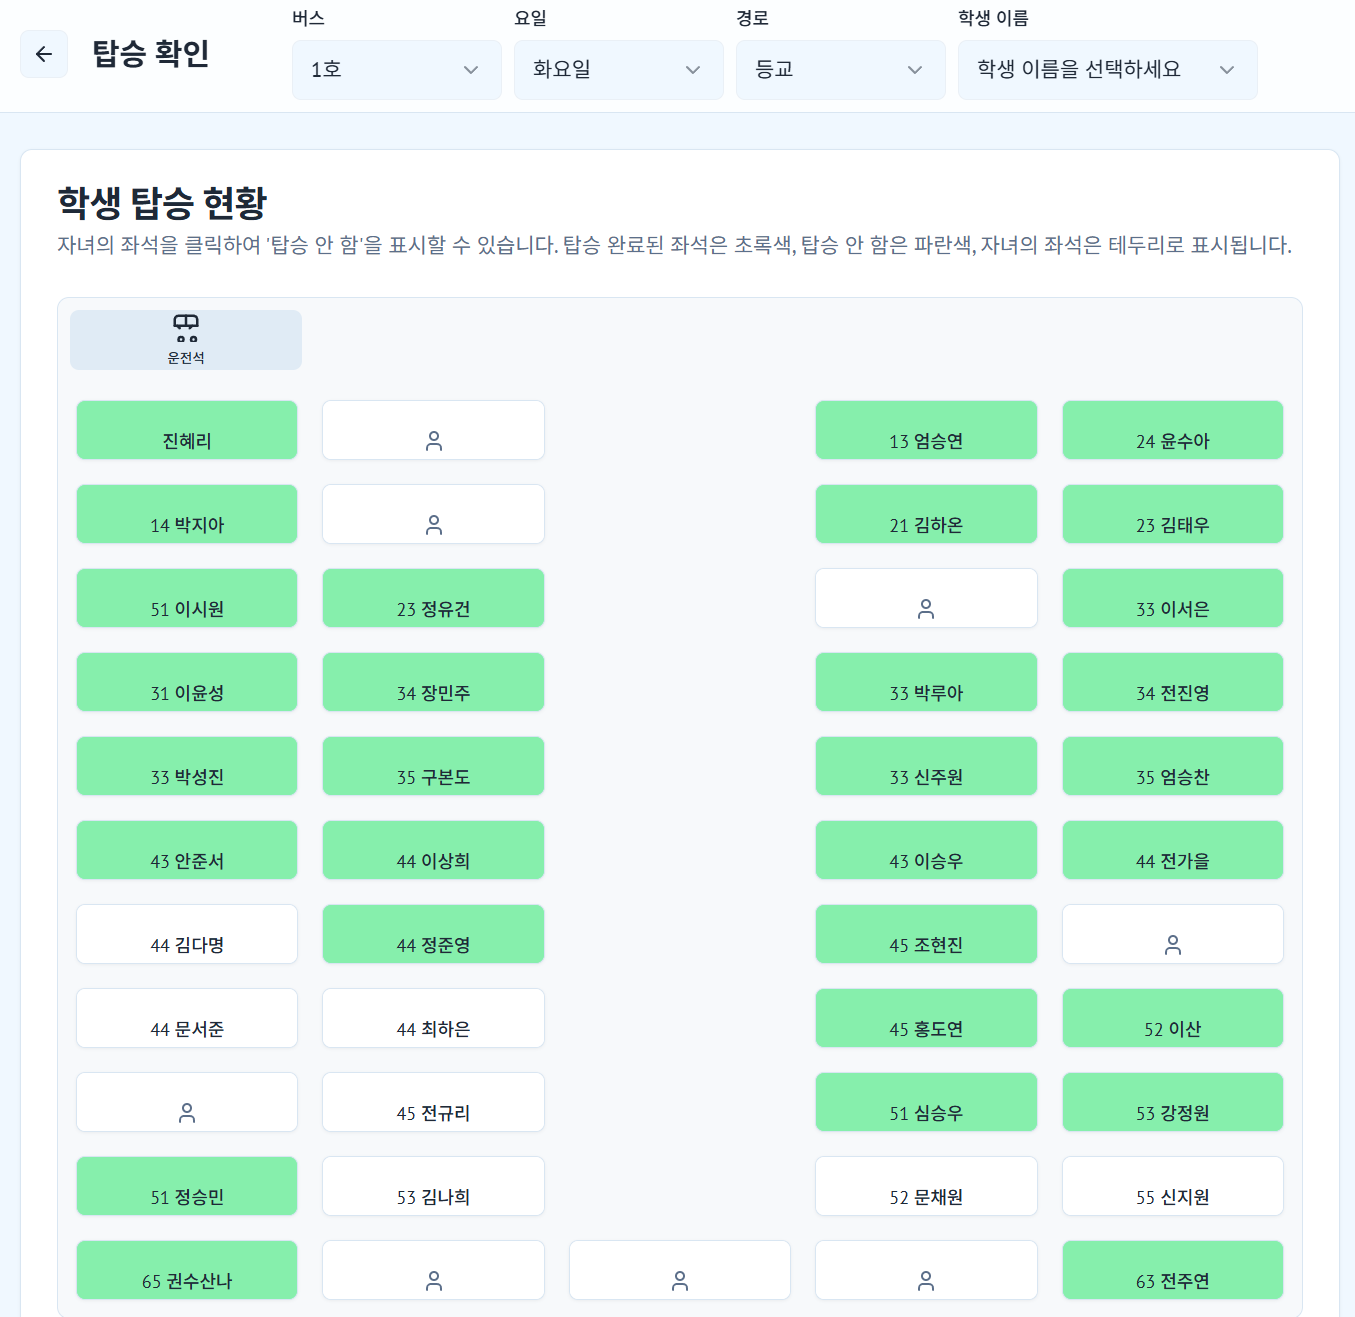 탑승 확인
버스
요일
경로
학생 이름
1호
화요일
등교
학생 이름을 선택하세요
학생 탑승 현황
자녀의 좌석을 클릭하여 '탑승 안 함'을 표시할 수 있습니다. 탑승 완료된 좌석은 초록색, 탑승 안 함은 파란색, 자녀의 좌석은 테두리로 표시됩니다.
운전석
진혜리
13 엄승연
24 윤수아
14 박지아
21 김하온
23 김태우
51 이시원
23 정유건
33 이서은
31 이윤성
34 장민주
33 박루아
34 전진영
33 박성진
35 구본도
33 신주원
35 엄승찬
43 안준서
44 이상희
43 이승우
44 전가을
44 김다명
44 정준영
45 조현진
44 문서준
44 최하은
45 홍도연
52 이산
45 전규리
51 심승우
53 강정원
51 정승민
53 김나희
52 문채원
55 신지원
65 권수산나
63 전주연